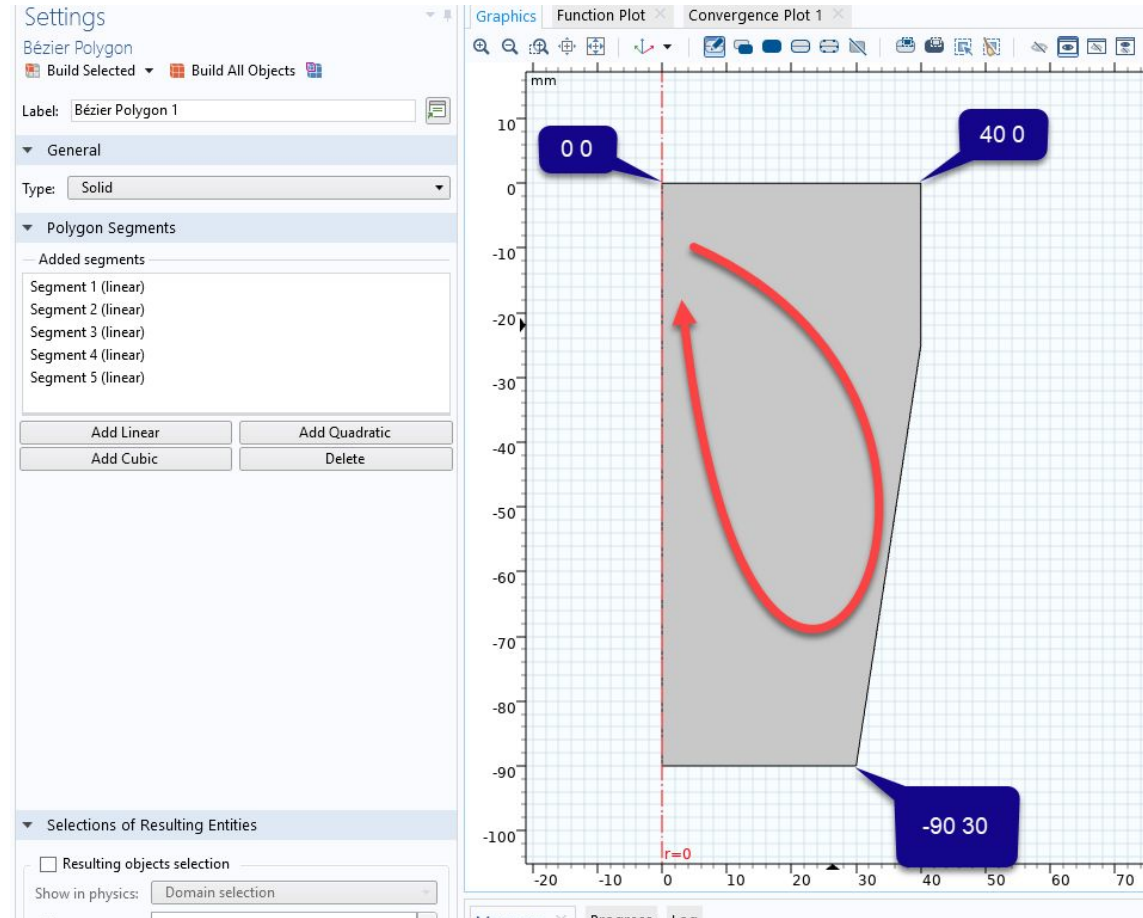 Settings
Bézier Polygon
Build Selected Build All Objects
Label: Bézier Polygon 1
General
Type: Solid
Polygon Segments
Added segments
Segment 1 (linear)
Segment 2 (linear)
Segment 3 (linear)
Segment 4 (linear)
Segment 5 (linear)
Add Linear Add Quadratic
Add Cubic Delete
Selections of Resulting Entities
Resulting objects selection
Show in physics: Domain selection
Graphics Function Plot Convergence Plot 1
mm
10
0
-10
-20
-30
-40
-50
-60
-70
-80
-90
-100
0 0
40 0
-90 30
r=0
-20 -10 0 10 20 30 40 50 60 70
Progress Log